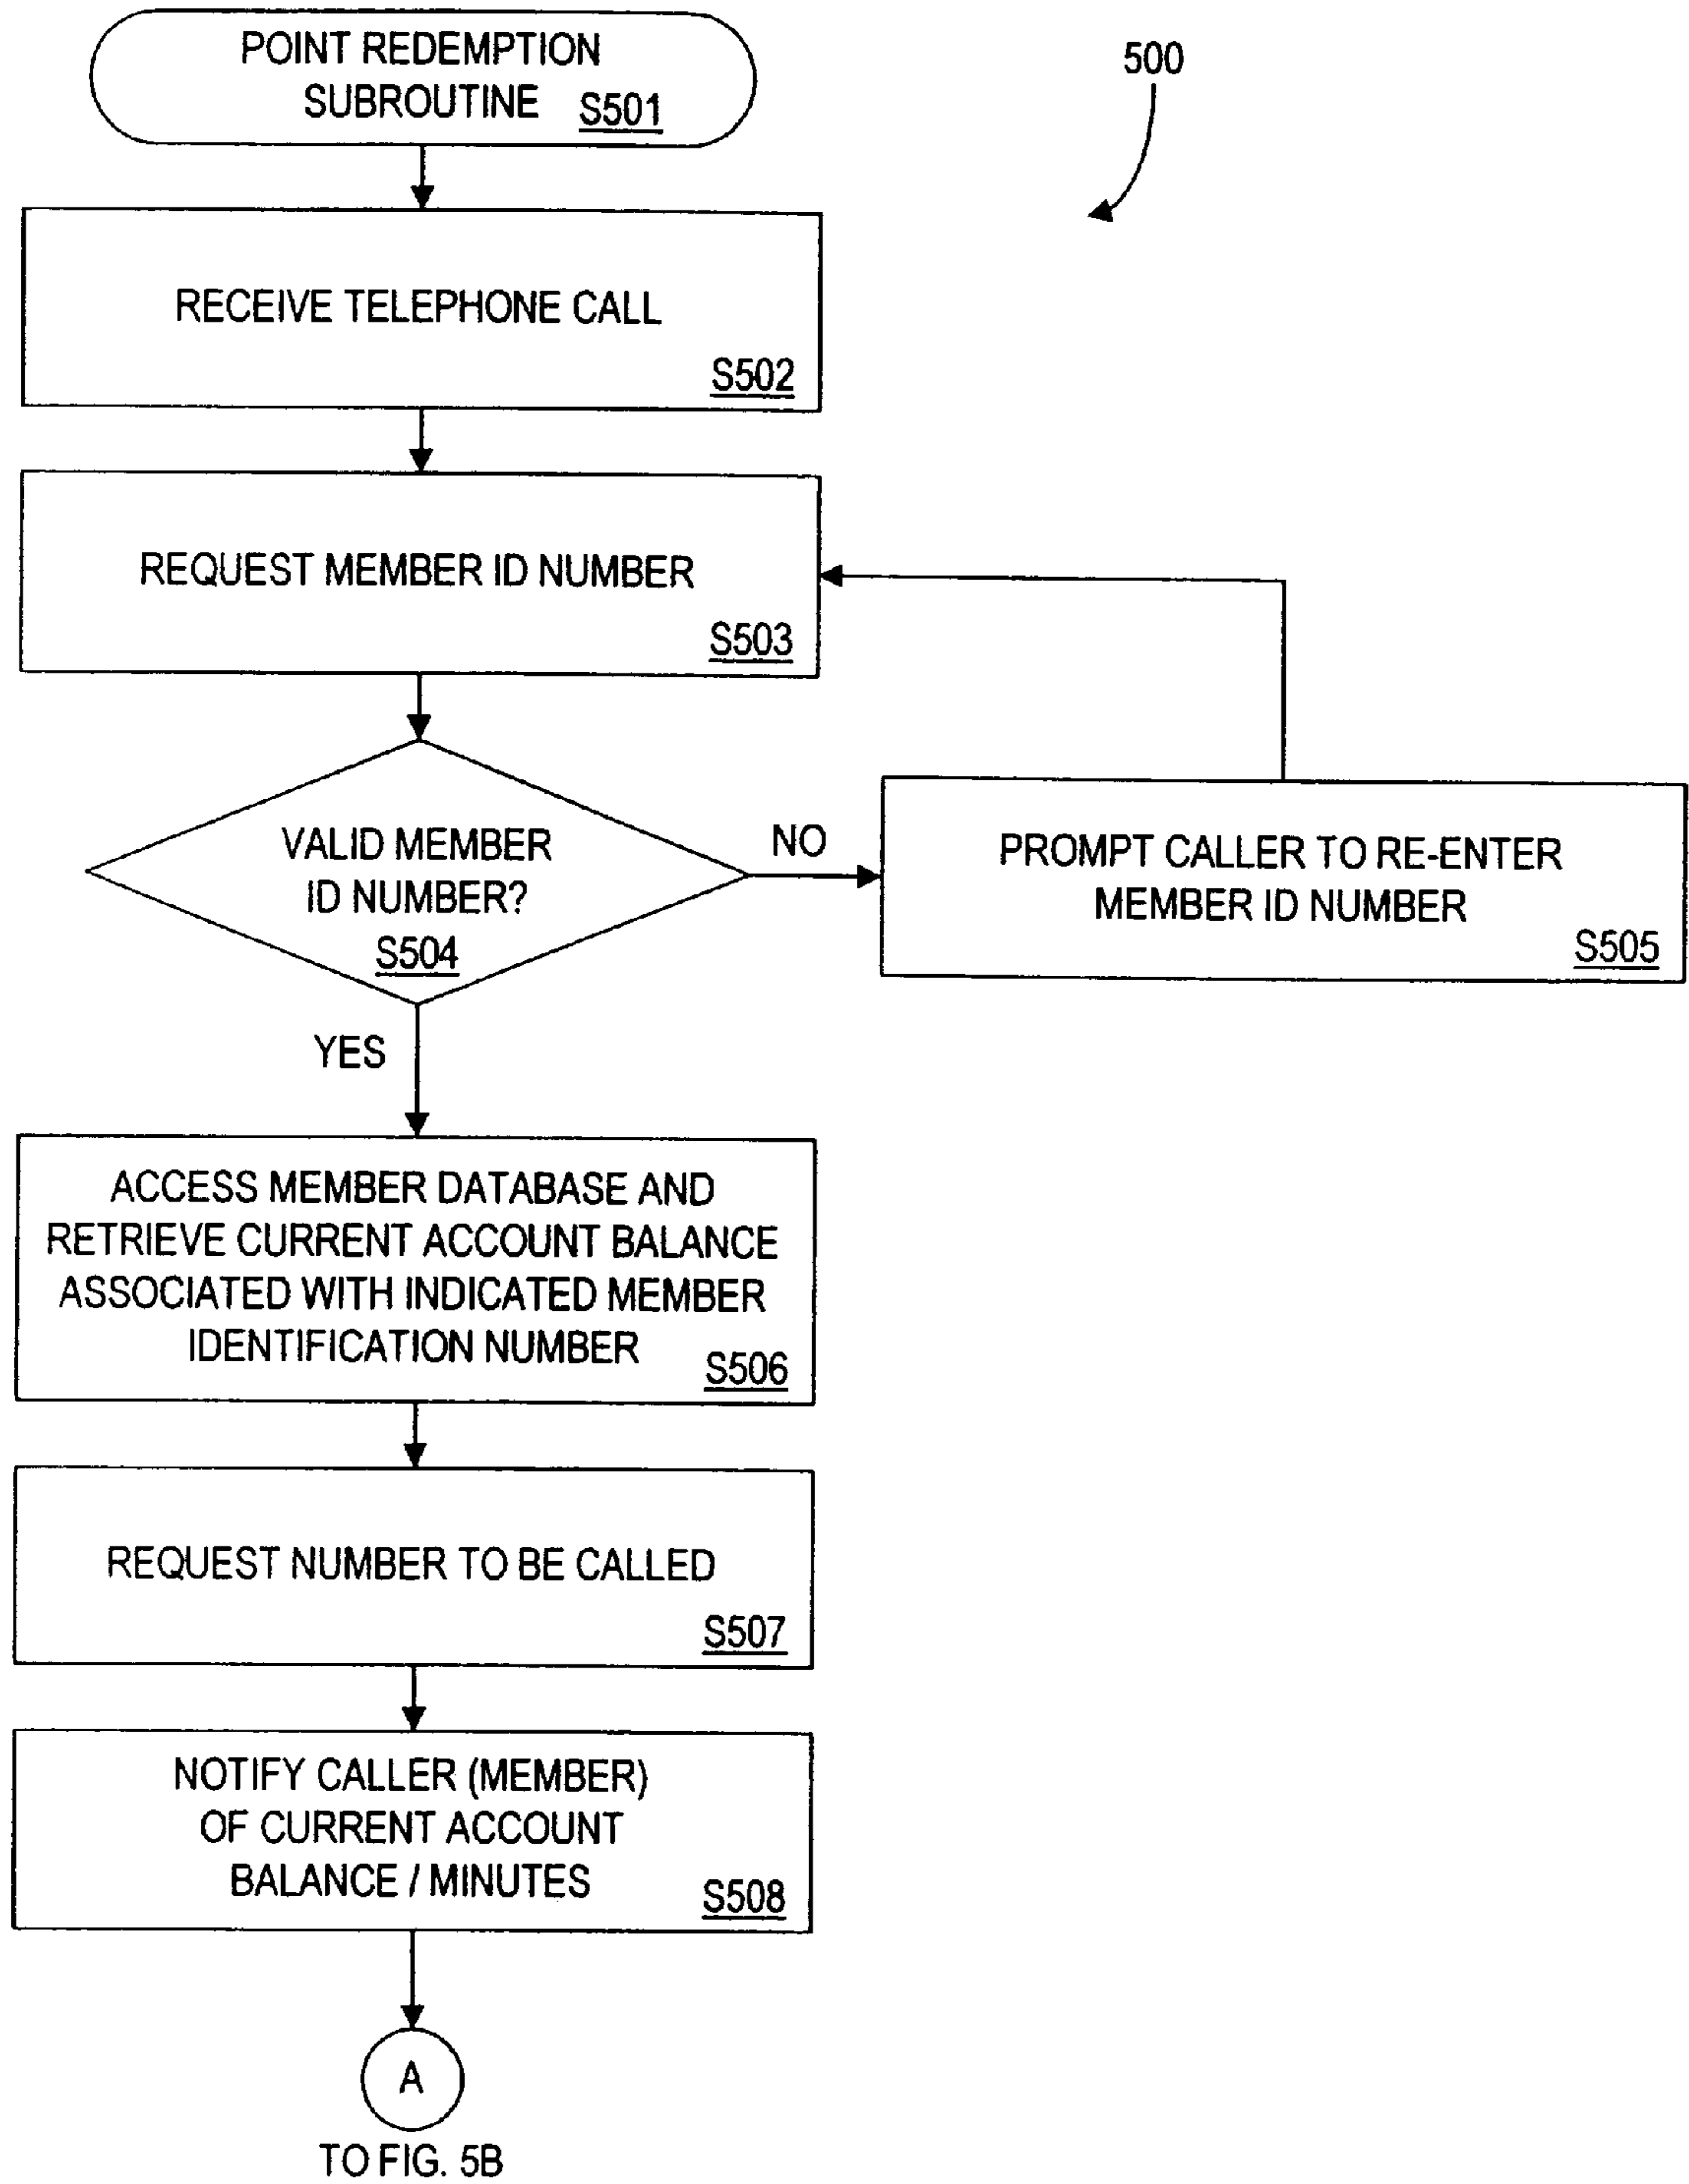 POINT REDEMPTION
SUBROUTINE S501
500
RECEIVE TELEPHONE CALL
S502
REQUEST MEMBER ID NUMBER
S503
VALID MEMBER
ID NUMBER?
S504
NO
PROMPT CALLER TO RE-ENTER
MEMBER ID NUMBER
S505
YES
ACCESS MEMBER DATABASE AND
RETRIEVE CURRENT ACCOUNT BALANCE
ASSOCIATED WITH INDICATED MEMBER
IDENTIFICATION NUMBER
S506
REQUEST NUMBER TO BE CALLED
S507
NOTIFY CALLER (MEMBER)
OF CURRENT ACCOUNT
BALANCE / MINUTES
S508
A
TO FIG. 5B